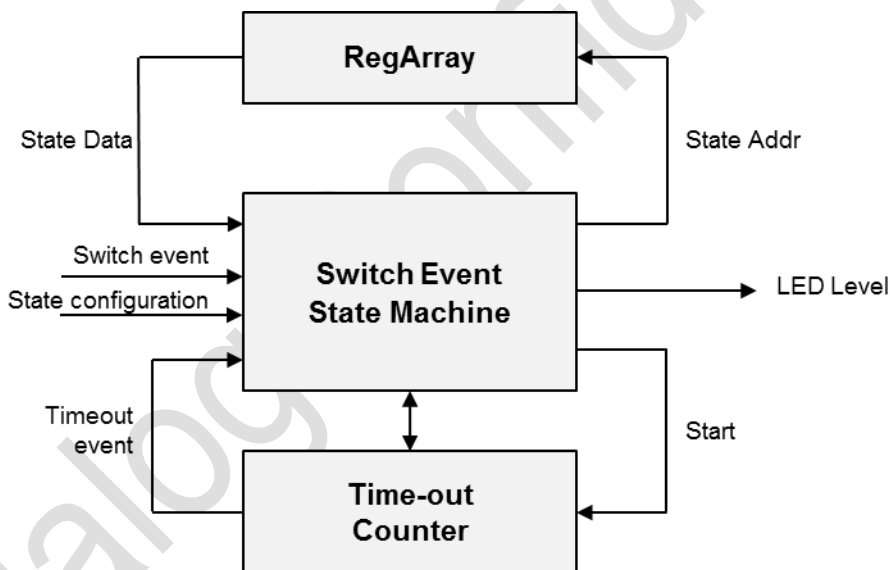 RegArray
State Data
State Addr
Switch event
State configuration
Switch Event
State Machine
LED Level
Timeout
event
Start
Time-out
Counter